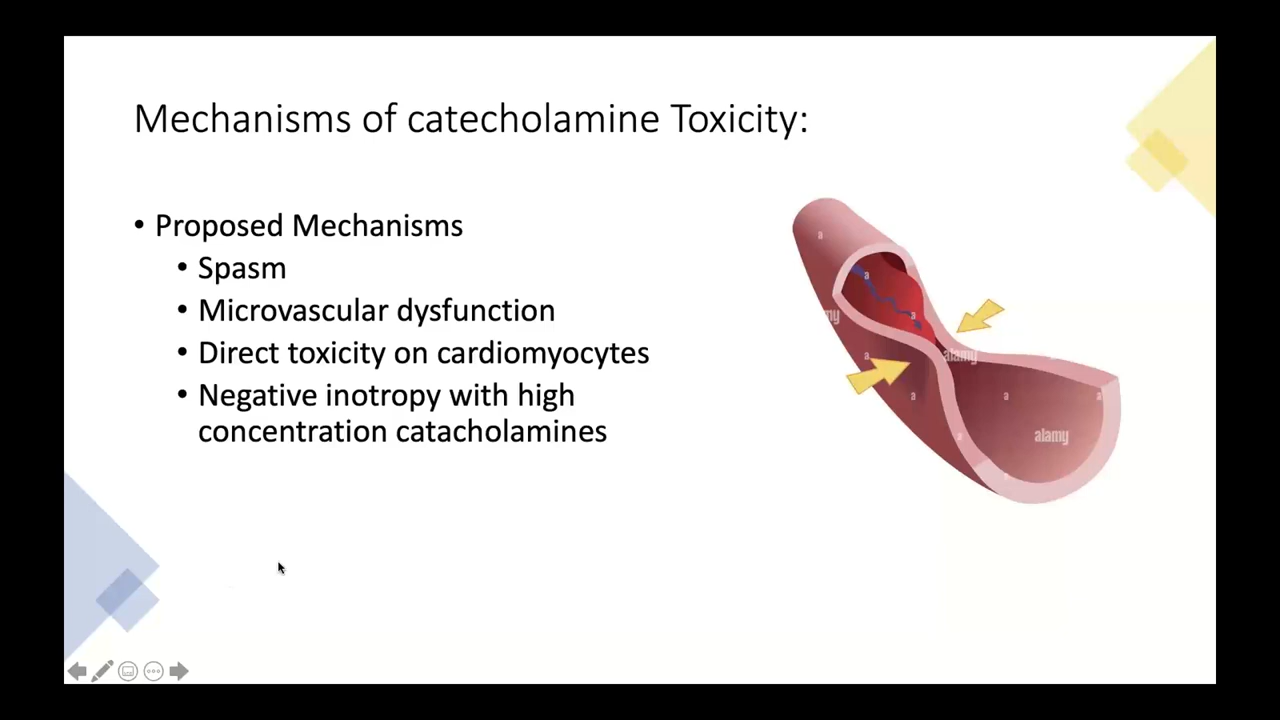 Mechanisms of catecholamine Toxicity:
• Proposed Mechanisms
• Spasm
• Microvascular dysfunction
• Direct toxicity on cardiomyocytes
• Negative inotropy with high
concentration catacholamines
a
a
my
a
a
alamy
a
a
a
a
alamy
a